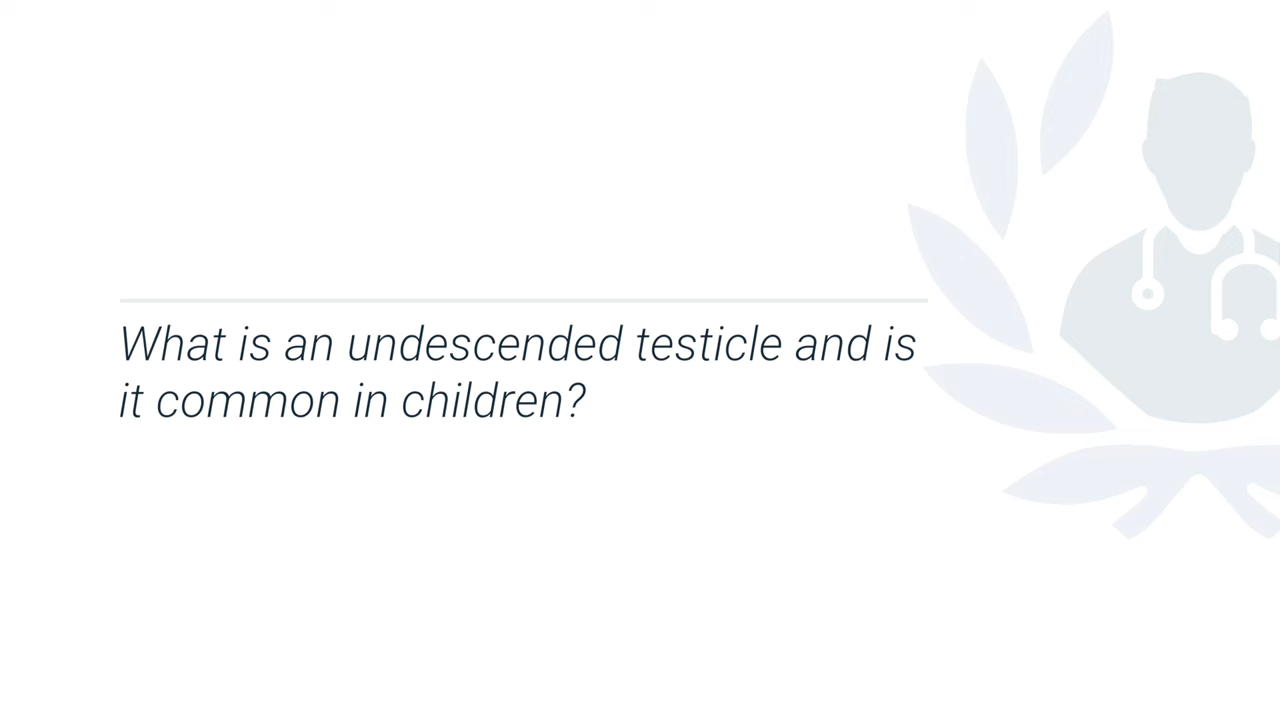 What is an undescended testicle and is
it common in children?